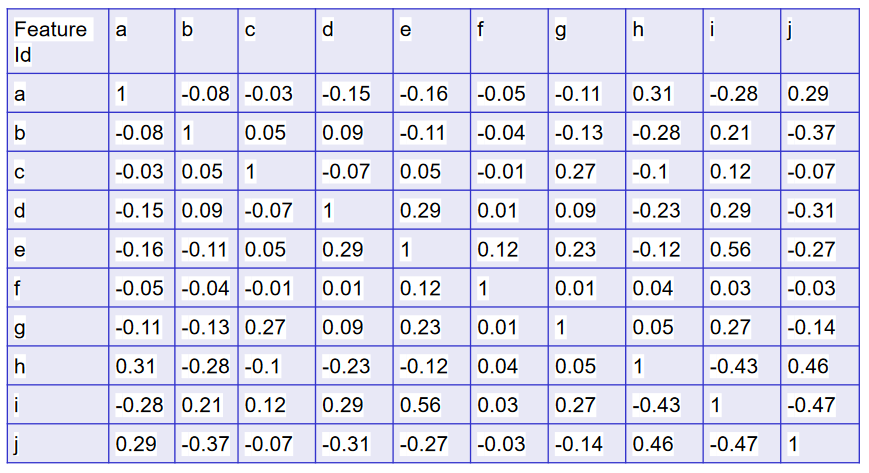 Feature Id a b c d e f g h i j
a 1 -0.08 -0.03 -0.15 -0.16 -0.05 -0.11 0.31 -0.28 0.29
b -0.08 1 0.05 0.09 -0.11 -0.04 -0.13 -0.28 0.21 -0.37
c -0.03 0.05 1 -0.07 0.05 -0.01 0.27 -0.1 0.12 -0.07
d -0.15 0.09 -0.07 1 0.29 0.01 0.09 -0.23 0.29 -0.31
e -0.16 -0.11 0.05 0.29 1 0.12 0.23 -0.12 0.56 -0.27
f -0.05 -0.04 -0.01 0.01 0.12 1 0.01 0.04 0.03 -0.03
g -0.11 -0.13 0.27 0.09 0.23 0.01 1 0.05 0.27 -0.14
h 0.31 -0.28 -0.1 -0.23 -0.12 0.04 0.05 1 -0.43 0.46
i -0.28 0.21 0.12 0.29 0.56 0.03 0.27 -0.43 1 -0.47
j 0.29 -0.37 -0.07 -0.31 -0.27 -0.03 -0.14 0.46 -0.47 1